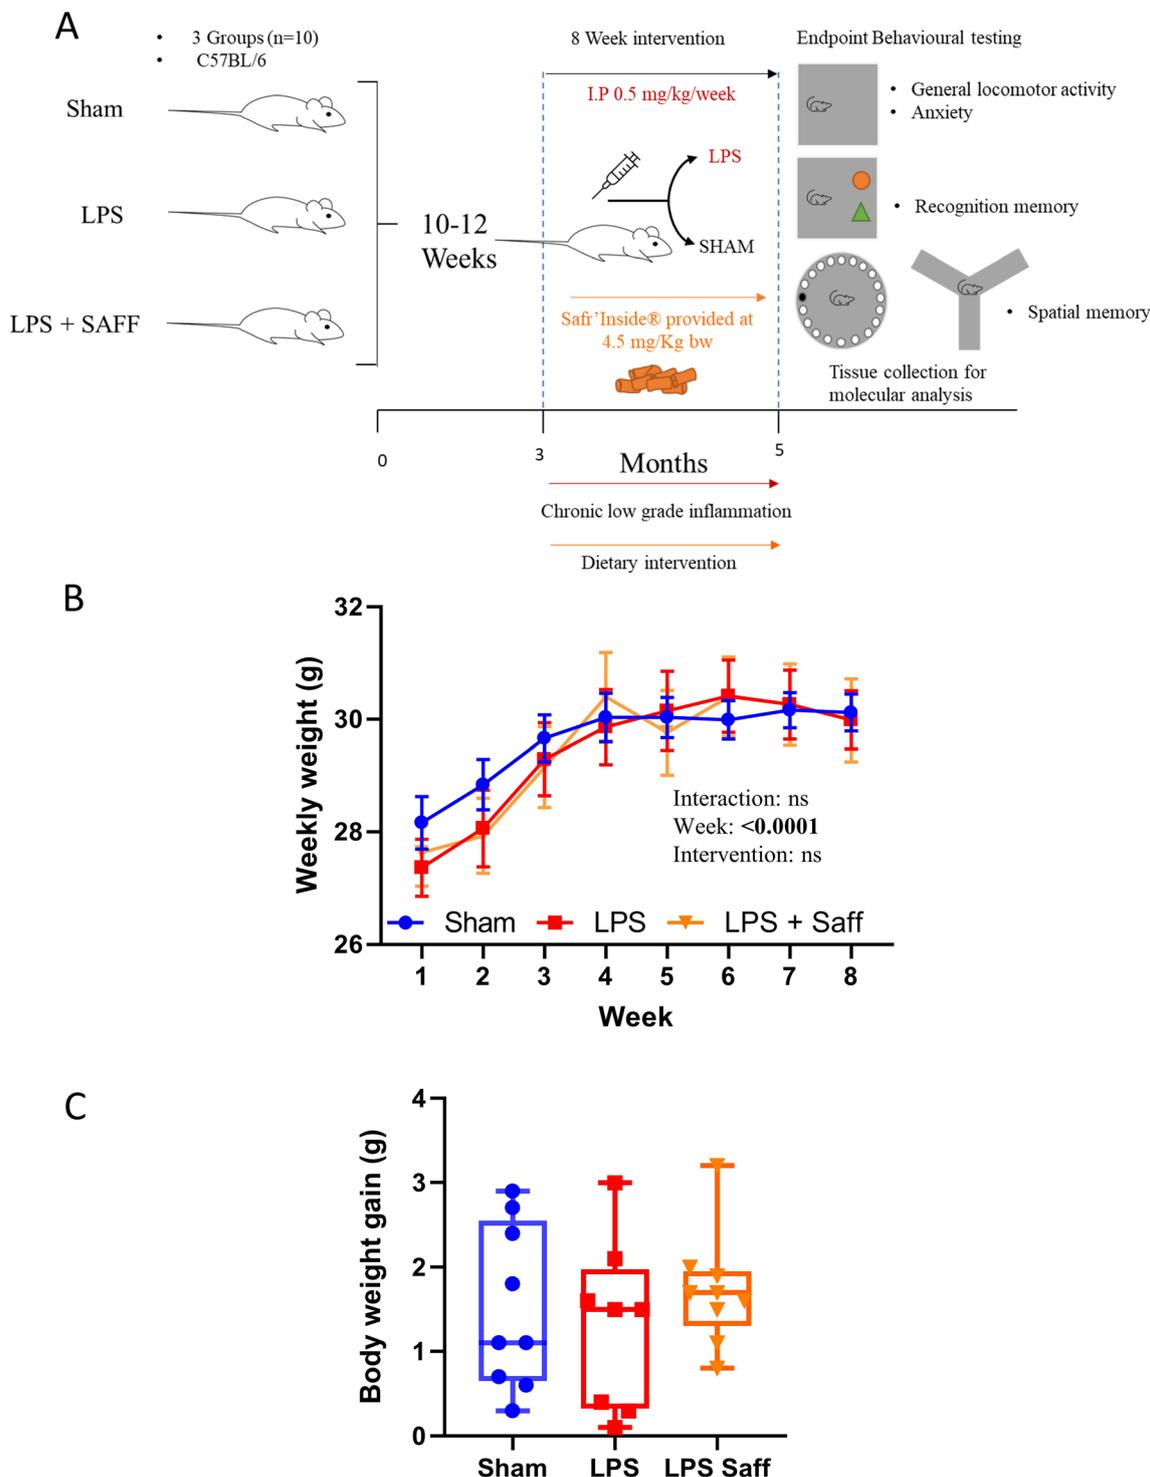 A
• 3 Groups (n=10)
• C57BL/6
Sham
LPS
LPS + SAFF
10-12
Weeks
8 Week intervention
I.P 0.5 mg/kg/week
LPS
SHAM
Safr’Inside® provided at
4.5 mg/Kg bw
Endpoint Behavioural testing
• General locomotor activity
• Anxiety
• Recognition memory
• Spatial memory
Tissue collection for
molecular analysis
0
3
5
Months
Chronic low grade inflammation
Dietary intervention
B
Weekly weight (g)
32
30
28
26
Interaction: ns
Week: <0.0001
Intervention: ns
Sham LPS LPS + Saff
1 2 3 4 5 6 7 8
Week
C
Body weight gain (g)
4
3
2
1
0
Sham LPS LPS Saff